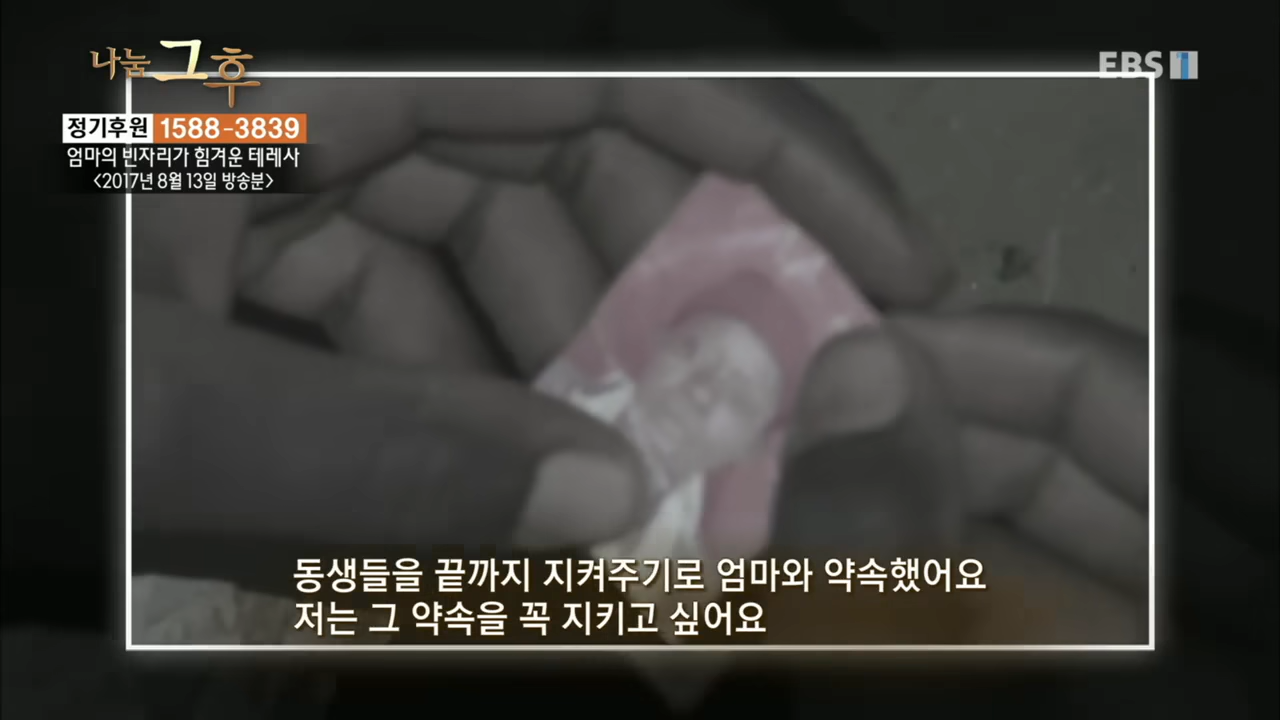 나눔 그 후
EBS 1
정기후원 1588-3839
엄마의 빈자리가 힘겨운 테레사
<2017년 8월 13일 방송분>
동생들을 끝까지 지켜주기로 엄마와 약속했어요
저는 그 약속을 꼭 지키고 싶어요